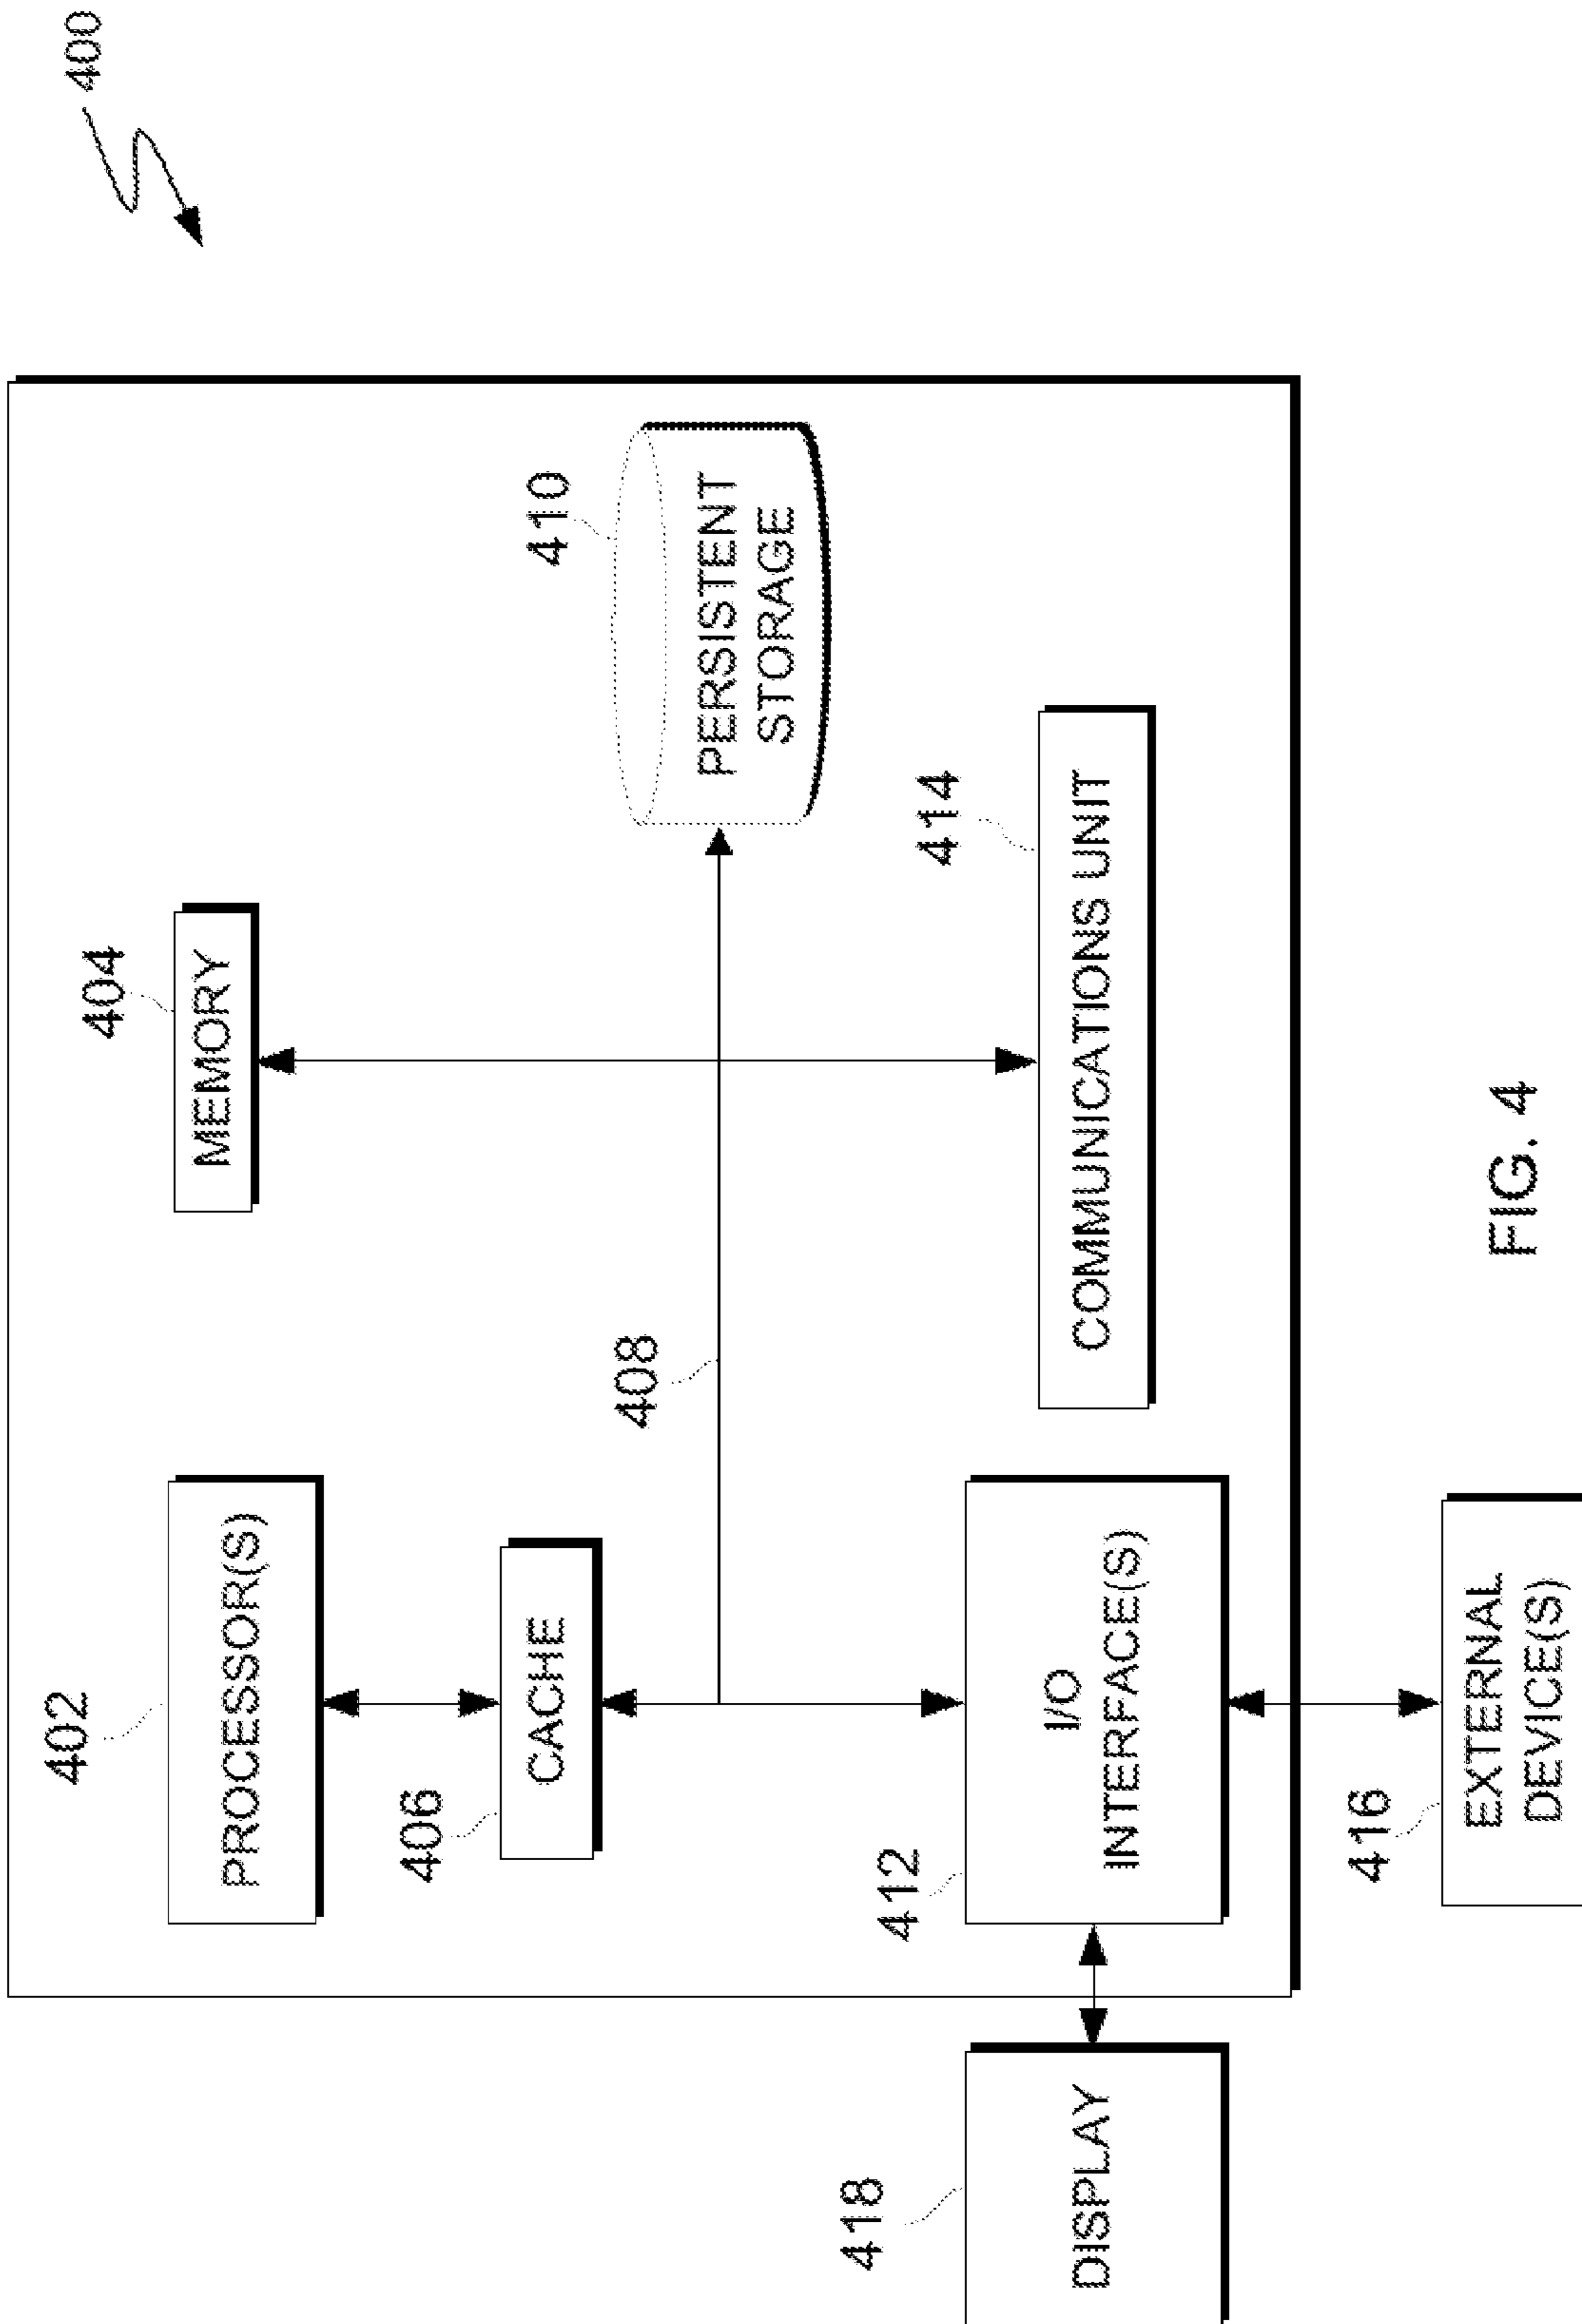 400
402
PROCESSOR(S)
404
MEMORY
406
CACHE
408
410
PERSISTENT
STORAGE
418
DISPLAY
412
I/O
INTERFACE(S)
414
COMMUNICATIONS UNIT
416
EXTERNAL
DEVICE(S)
FIG. 4